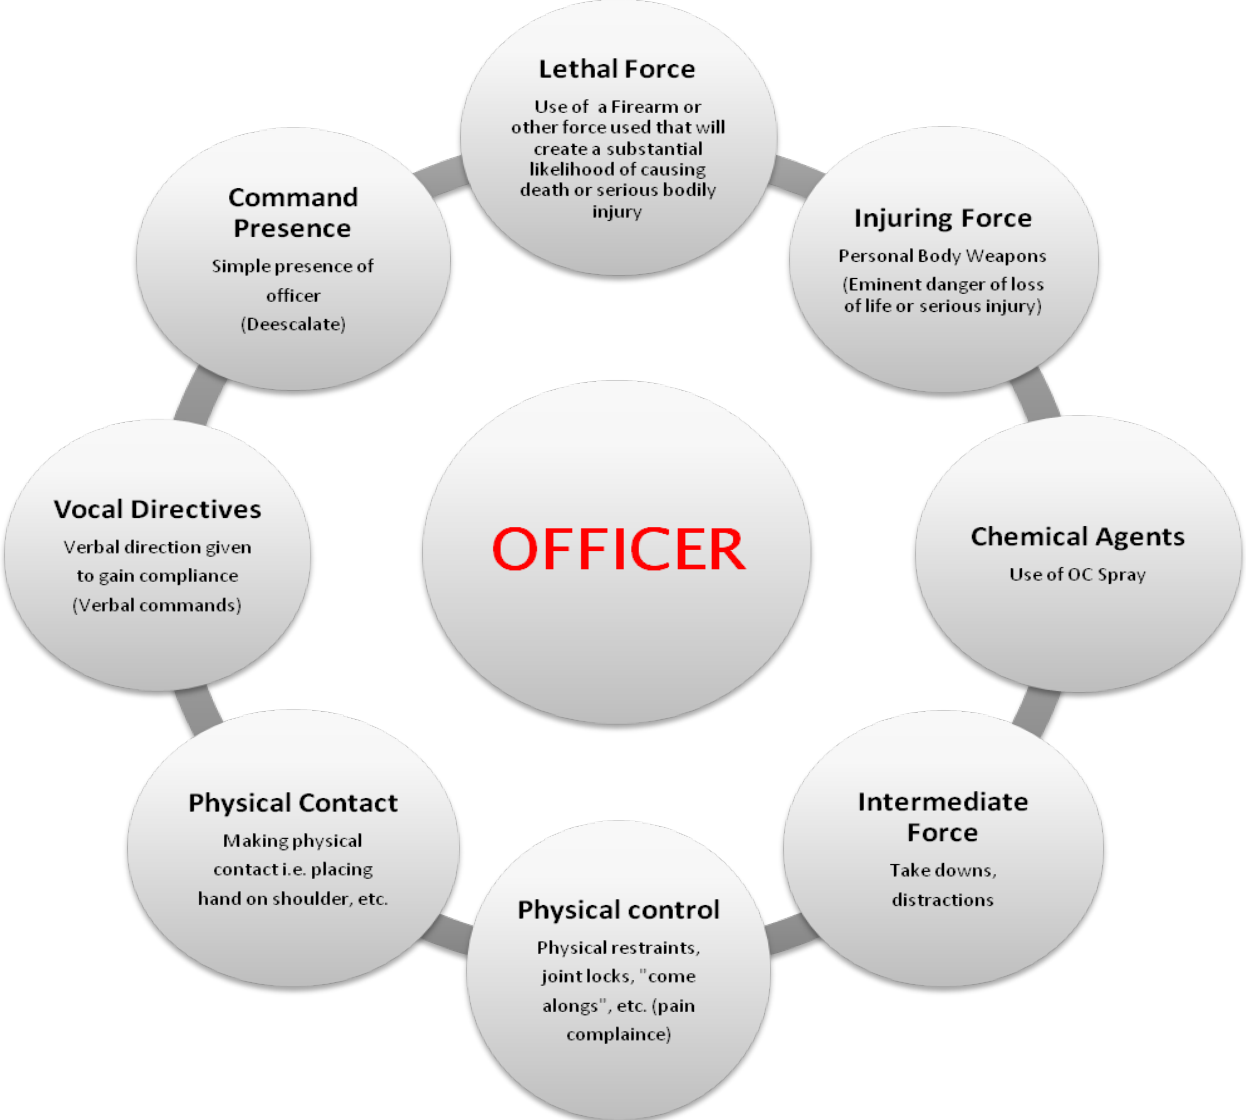 Lethal Force
Use of a Firearm or
other force used that will
create a substantial
likelihood of causing
death or serious bodily
injury
Injuring Force
Personal Body Weapons
(Eminent danger of loss
of life or serious injury)
Chemical Agents
Use of OC Spray
Intermediate
Force
Take downs,
distractions
Physical control
Physical restraints,
joint locks, "come
alongs", etc. (pain
complaince)
Physical Contact
Making physical
contact i.e. placing
hand on shoulder, etc.
Vocal Directives
Verbal direction given
to gain compliance
(Verbal commands)
Command
Presence
Simple presence of
officer
(Deescalate)
OFFICER